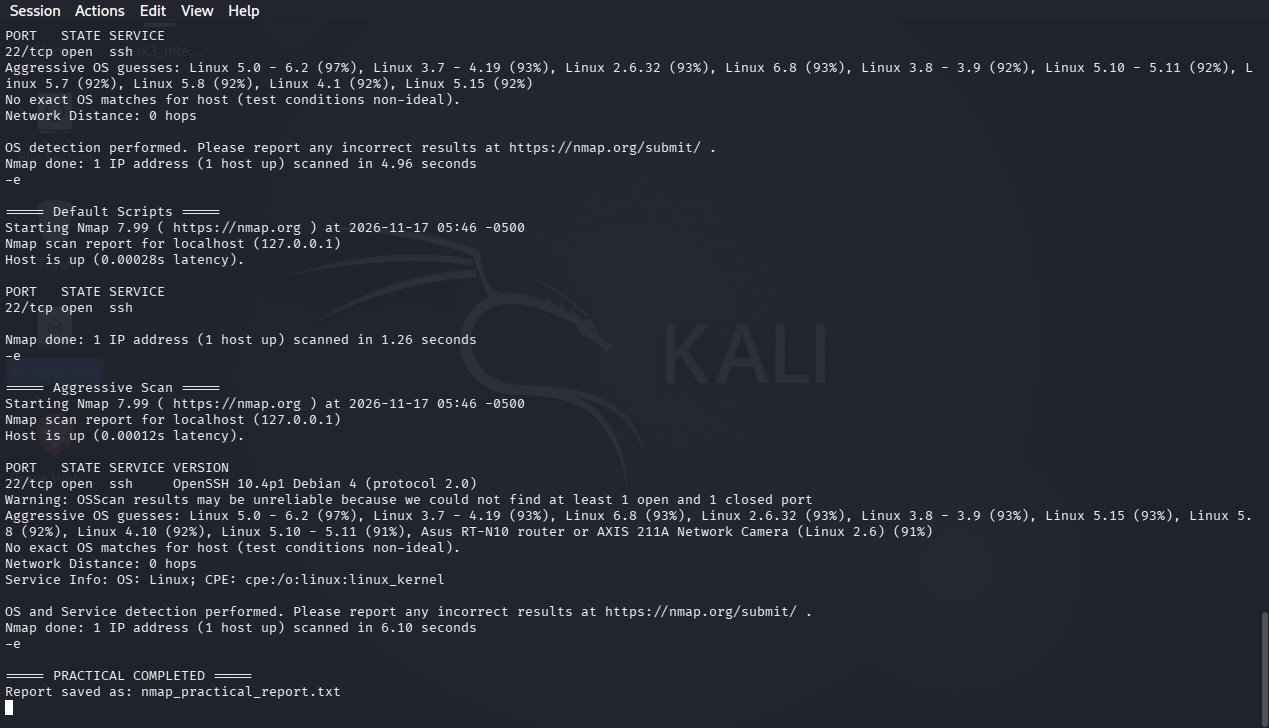 Session Actions Edit View Help
PORT   STATE SERVICE
22/tcp open  ssh
Aggressive OS guesses: Linux 5.0 - 6.2 (97%), Linux 3.7 - 4.19 (93%), Linux 2.6.32 (93%), Linux 6.8 (93%), Linux 3.8 - 3.9 (92%), Linux 5.10 - 5.11 (92%), L
inux 5.7 (92%), Linux 5.8 (92%), Linux 4.1 (92%), Linux 5.15 (92%)
No exact OS matches for host (test conditions non-ideal).
Network Distance: 0 hops
OS detection performed. Please report any incorrect results at https://nmap.org/submit/ .
Nmap done: 1 IP address (1 host up) scanned in 4.96 seconds
-e
===== Default Scripts =====
Starting Nmap 7.99 ( https://nmap.org ) at 2026-11-17 05:46 -0500
Nmap scan report for localhost (127.0.0.1)
Host is up (0.00028s latency).
PORT   STATE SERVICE
22/tcp open  ssh
Nmap done: 1 IP address (1 host up) scanned in 1.26 seconds
-e
===== Aggressive Scan =====
Starting Nmap 7.99 ( https://nmap.org ) at 2026-11-17 05:46 -0500
Nmap scan report for localhost (127.0.0.1)
Host is up (0.00012s latency).
PORT   STATE SERVICE VERSION
22/tcp open  ssh     OpenSSH 10.4p1 Debian 4 (protocol 2.0)
Warning: OSScan results may be unreliable because we could not find at least 1 open and 1 closed port
Aggressive OS guesses: Linux 5.0 - 6.2 (97%), Linux 3.7 - 4.19 (93%), Linux 6.8 (93%), Linux 2.6.32 (93%), Linux 3.8 - 3.9 (93%), Linux 5.15 (93%), Linux 5.
8 (92%), Linux 4.10 (92%), Linux 5.10 - 5.11 (91%), Asus RT-N10 router or AXIS 211A Network Camera (Linux 2.6) (91%)
No exact OS matches for host (test conditions non-ideal).
Network Distance: 0 hops
Service Info: OS: Linux; CPE: cpe:/o:linux:linux_kernel
OS and Service detection performed. Please report any incorrect results at https://nmap.org/submit/ .
Nmap done: 1 IP address (1 host up) scanned in 6.10 seconds
-e
===== PRACTICAL COMPLETED =====
Report saved as: nmap_practical_report.txt
KALI